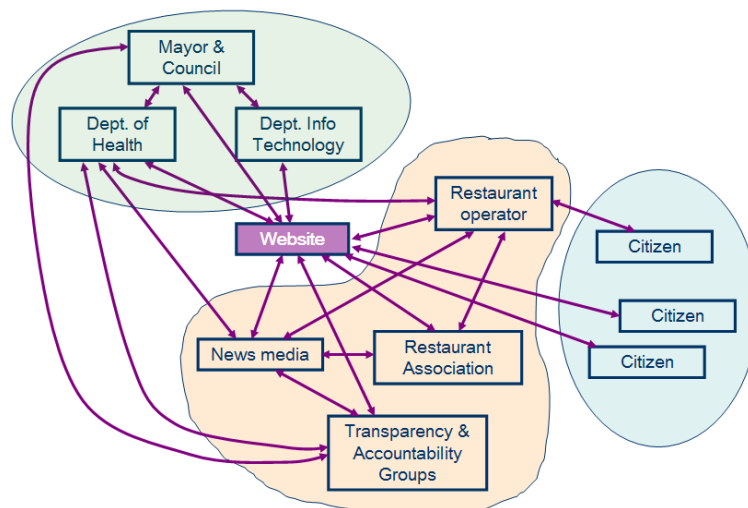 Mayor &
Council
Dept. of
Health
Dept. Info
Technology
Restaurant
operator
Website
Citizen
Citizen
Citizen
News media
Restaurant
Association
Transparency &
Accountability
Groups